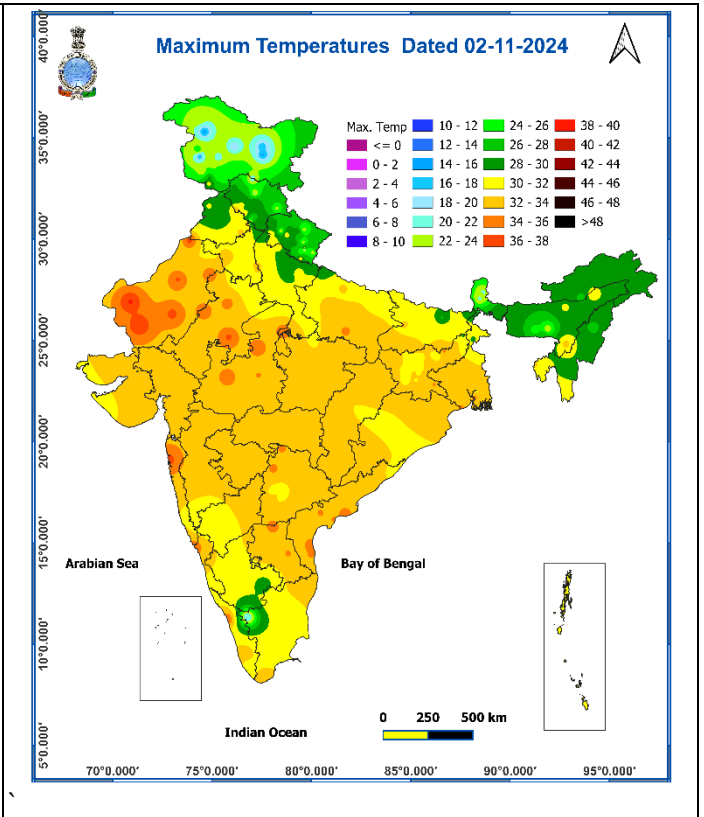 Maximum Temperatures Dated 02-11-2024
Max. Temp
<= 0
0 - 2
2 - 4
4 - 6
6 - 8
8 - 10
10 - 12
12 - 14
14 - 16
16 - 18
18 - 20
20 - 22
22 - 24
24 - 26
26 - 28
28 - 30
30 - 32
32 - 34
34 - 36
36 - 38
38 - 40
40 - 42
42 - 44
44 - 46
46 - 48
>48
40°0.000'
35°0.000'
30°0.000'
25°0.000'
20°0.000'
15°0.000'
10°0.000'
5°0.000'
Arabian Sea
Bay of Bengal
Indian Ocean
0 250 500 km
70°0.000' 75°0.000' 80°0.000' 85°0.000' 90°0.000' 95°0.000'
`